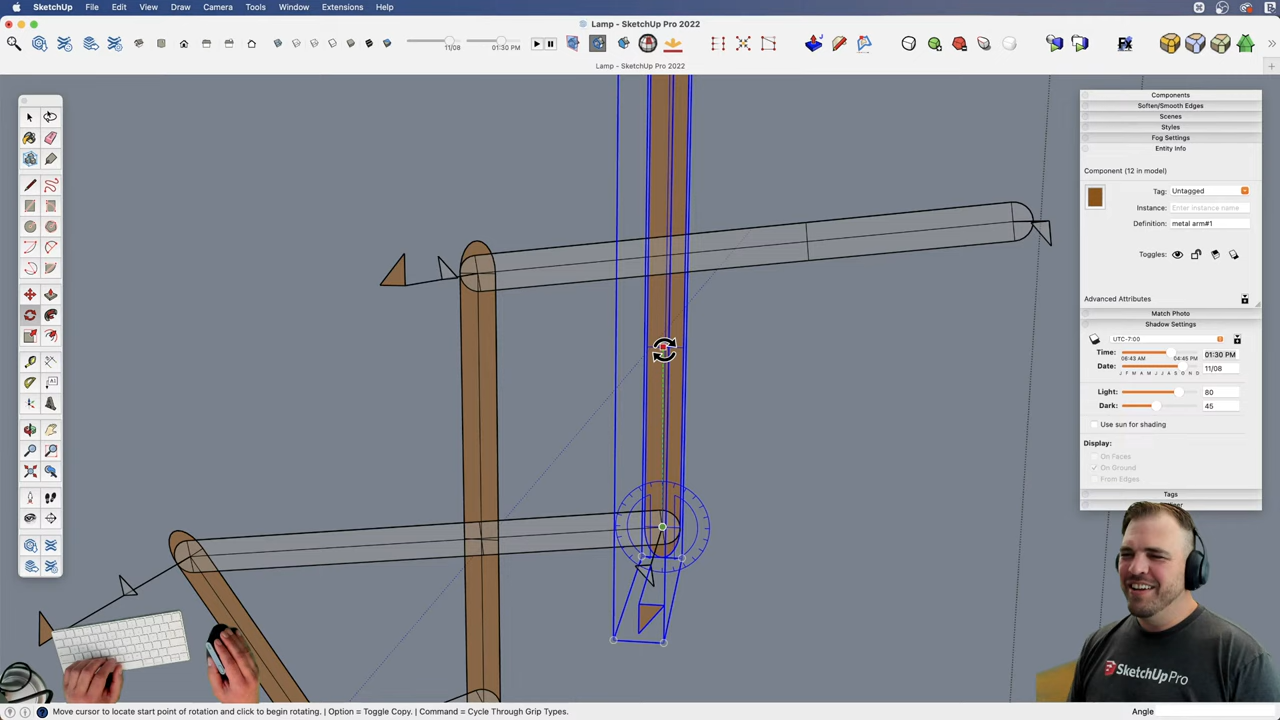 SketchUp File Edit View Draw Camera Tools Window Extensions Help
Lamp - SketchUp Pro 2022
11/08
01:30 PM
Lamp - SketchUp Pro 2022
Components
Soften/Smooth Edges
Scenes
Styles
Fog Settings
Entity Info
Component (12 in model)
Tag: Untagged
Instance: Enter instance name
Definition: metal arm#1
Toggles:
Advanced Attributes
Match Photo
Shadow Settings
UTC-7:00
Time: 01:30 PM
06:43 AM 04:45 PM
Date: 11/08
J F M A M J J A S O N D
Light: 80
Dark: 45
Use sun for shading
Display:
On Faces
On Ground
From Edges
Tags
SketchUp Pro
Move cursor to locate start point of rotation and click to begin rotating. | Option = Toggle Copy. | Command = Cycle Through Grip Types.
Angle